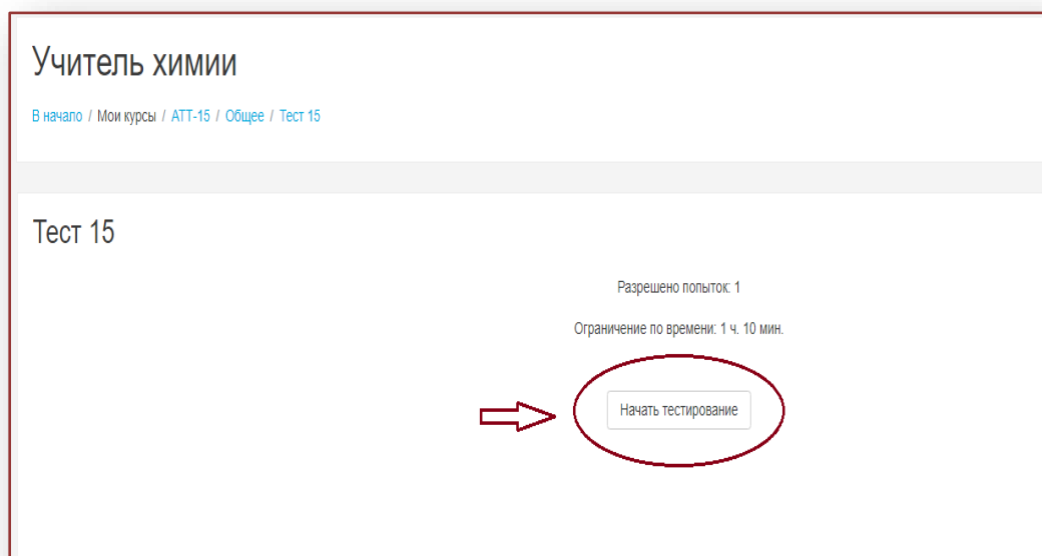 Учитель химии
В начало / Мои курсы / АТТ-15 / Общее / Тест 15
Тест 15
Разрешено попыток: 1
Ограничение по времени: 1 ч. 10 мин.
Начать тестирование